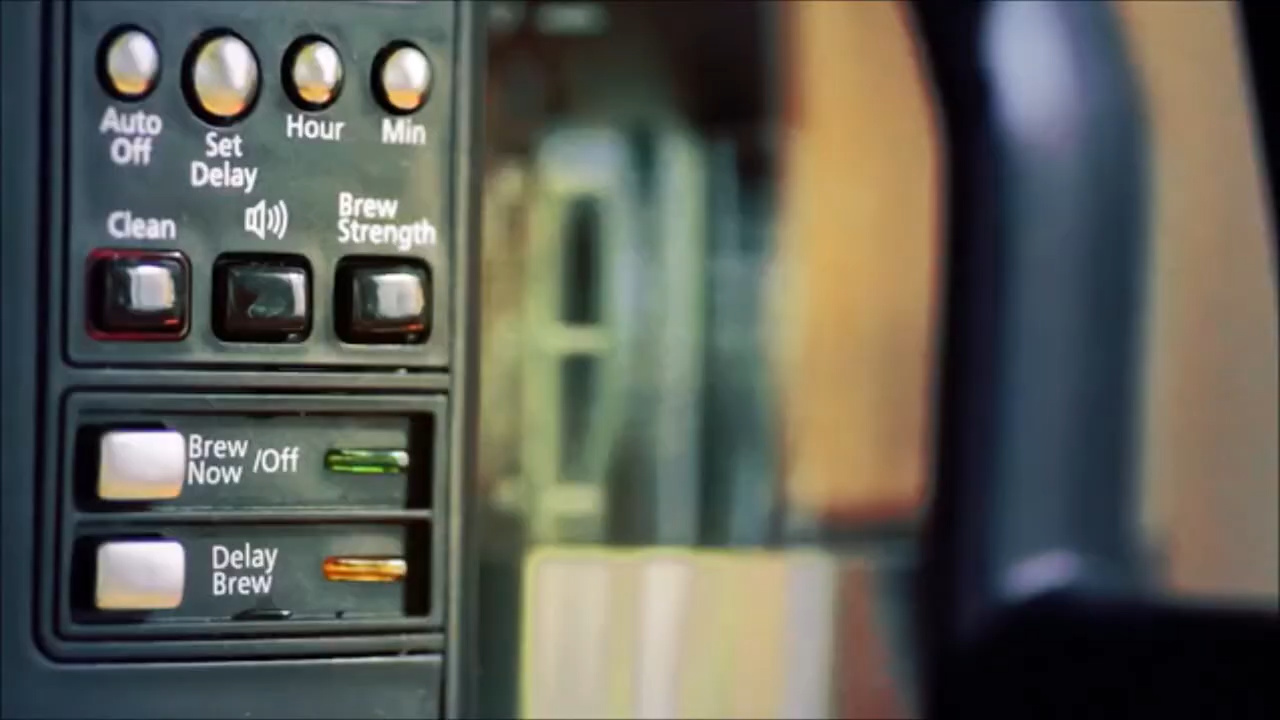 Auto
Off
Set
Delay
Hour
Min
Clean
Brew
Strength
Brew
Now /Off
Delay
Brew